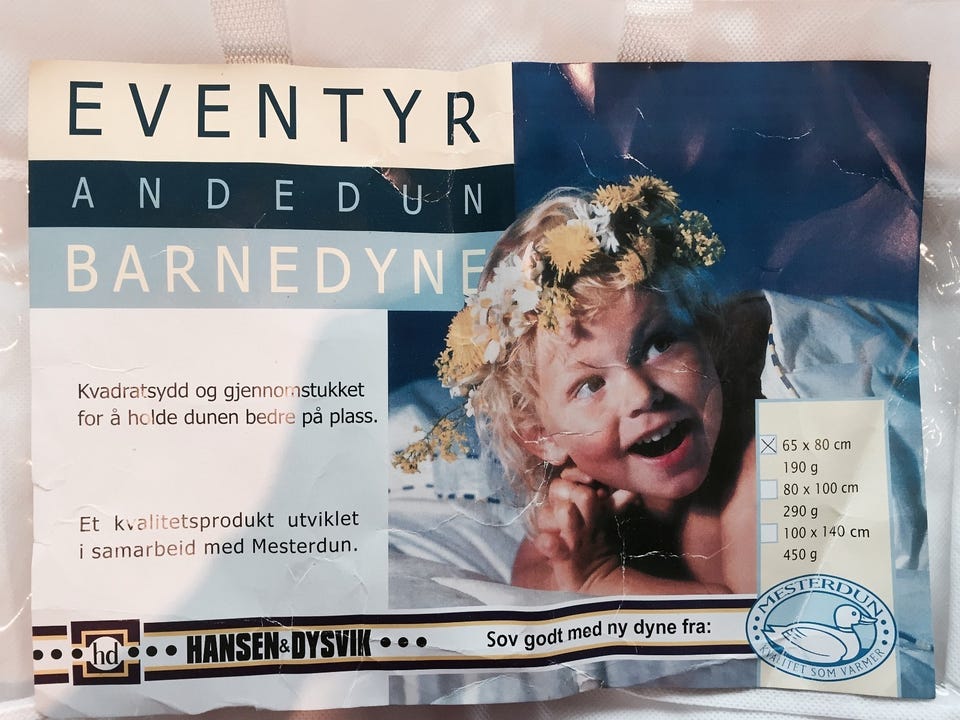 EVENTYR
ANDEDUN
BARNEDYNE
Kvadratsydd og gjennomstukket
for å holde dunen bedre på plass.
Et kvalitetsprodukt utviklet
i samarbeid med Mesterdun.
65 x 80 cm
190 g
80 x 100 cm
290 g
100 x 140 cm
450 g
hd
HANSEN&DYSVIK
Sov godt med ny dyne fra:
MESTERDUN
KVALITET SOM VARMER